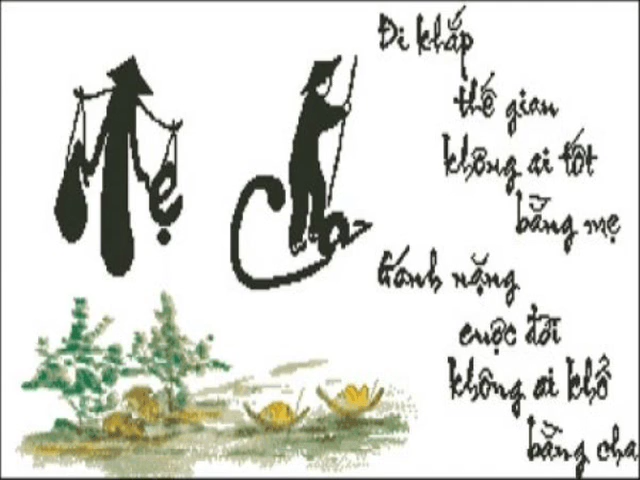 Mẹ Cha
Đi khắp
thế gian
không ai tốt
bằng mẹ
Gánh nặng
cuộc đời
không ai khổ
bằng cha